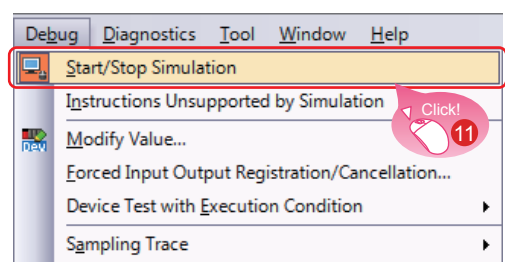 Debug Diagnostics Tool Window Help
Start/Stop Simulation
Instructions Unsupported by Simulation
Click!
11
Modify Value...
Dev
Forced Input Output Registration/Cancellation...
Device Test with Execution Condition
Sampling Trace